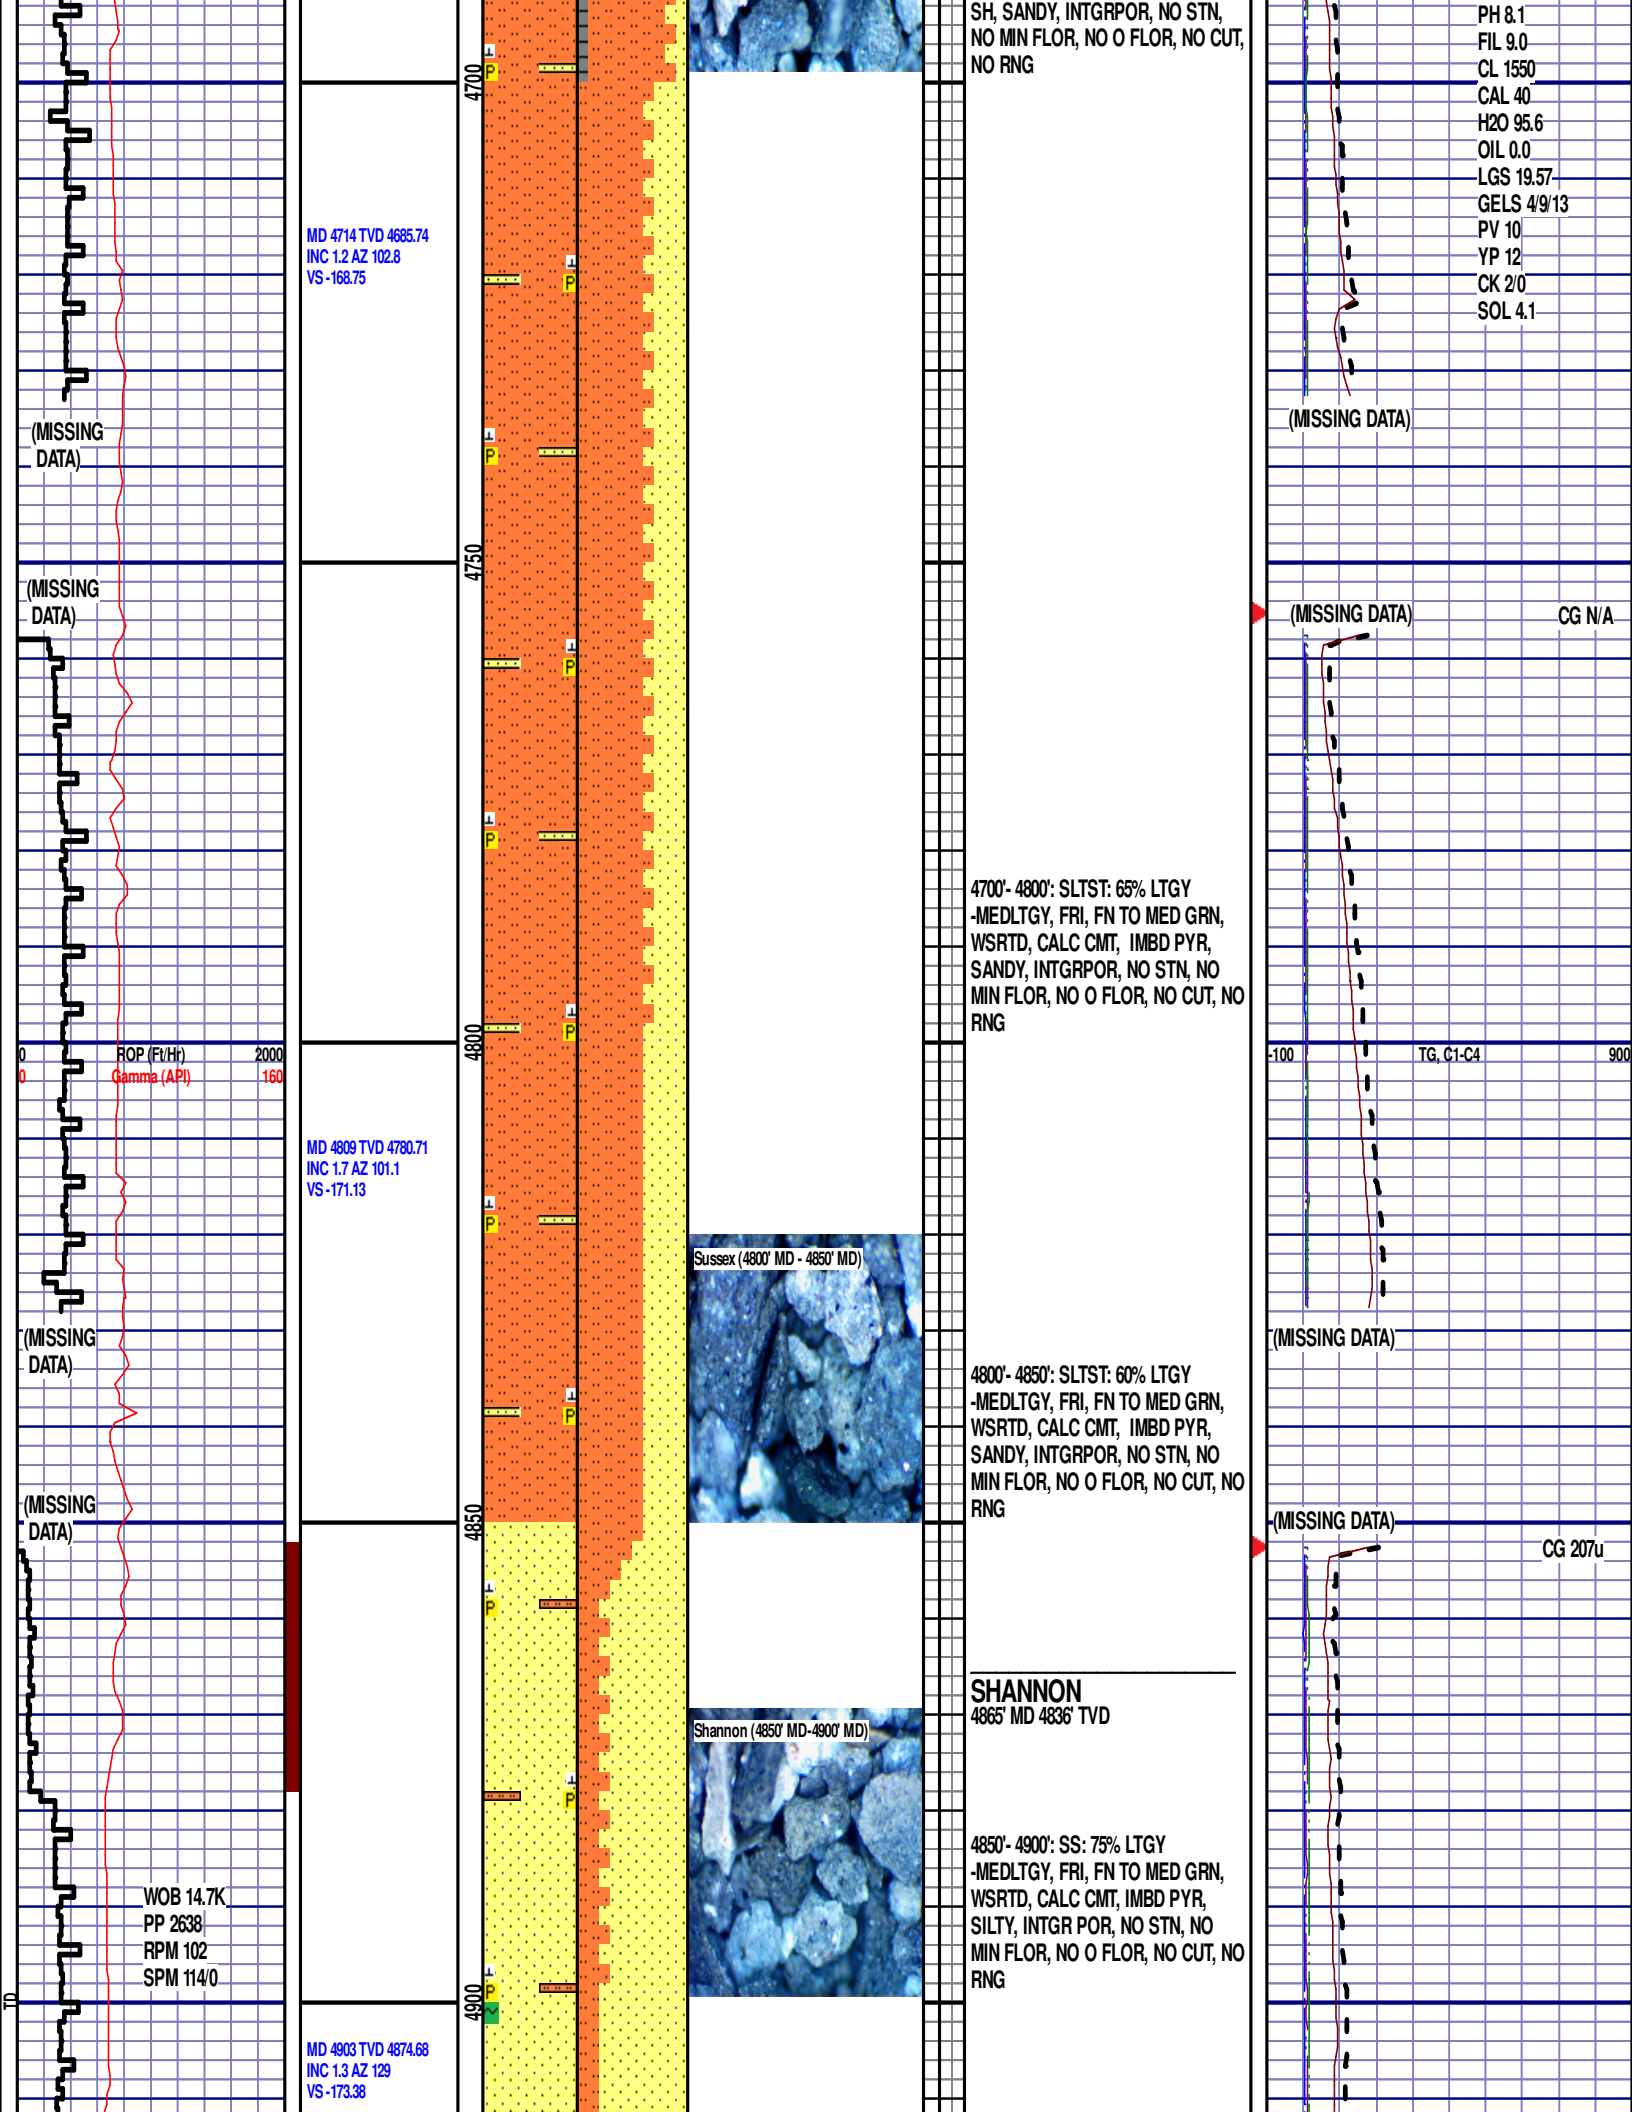 SH, SANDY, INTGRPOR, NO STN,
NO MIN FLOR, NO O FLOR, NO CUT,
NO RNG
PH 8.1
FIL 9.0
CL 1550
CAL 40
H2O 95.6
OIL 0.0
LGS 19.57
GELS 4/9/13
PV 10
YP 12
CK 2/0
SOL 4.1
P
4700
MD 4714 TVD 4685.74
INC 1.2 AZ 102.8
VS -168.75
P
(MISSING
DATA)
(MISSING DATA)
P
4750
(MISSING
DATA)
(MISSING DATA)
CG N/A
P
P
4700'- 4800': SLTST: 65% LTGY
-MEDLTGY, FRI, FN TO MED GRN,
WSRTD, CALC CMT, IMBD PYR,
SANDY, INTGRPOR, NO STN, NO
MIN FLOR, NO O FLOR, NO CUT, NO
RNG
P
4800
0 ROP (Ft/Hr) 2000
0 Gamma (API) 160
-100 TG, C1-C4 900
MD 4809 TVD 4780.71
INC 1.7 AZ 101.1
VS -171.13
P
Sussex (4800' MD - 4850' MD)
(MISSING
DATA)
(MISSING DATA)
4800'- 4850': SLTST: 60% LTGY
-MEDLTGY, FRI, FN TO MED GRN,
WSRTD, CALC CMT, IMBD PYR,
SANDY, INTGRPOR, NO STN, NO
MIN FLOR, NO O FLOR, NO CUT, NO
RNG
P
(MISSING
DATA)
4850
(MISSING DATA)
CG 207u
P
SHANNON
4865' MD 4836' TVD
Shannon (4850' MD-4900' MD)
P
4850'- 4900': SS: 75% LTGY
-MEDLTGY, FRI, FN TO MED GRN,
WSRTD, CALC CMT, IMBD PYR,
SILTY, INTGR POR, NO STN, NO
MIN FLOR, NO O FLOR, NO CUT, NO
RNG
WOB 14.7K
PP 2638
RPM 102
SPM 114/0
P
TD
4900
MD 4903 TVD 4874.68
INC 1.3 AZ 129
VS -173.38